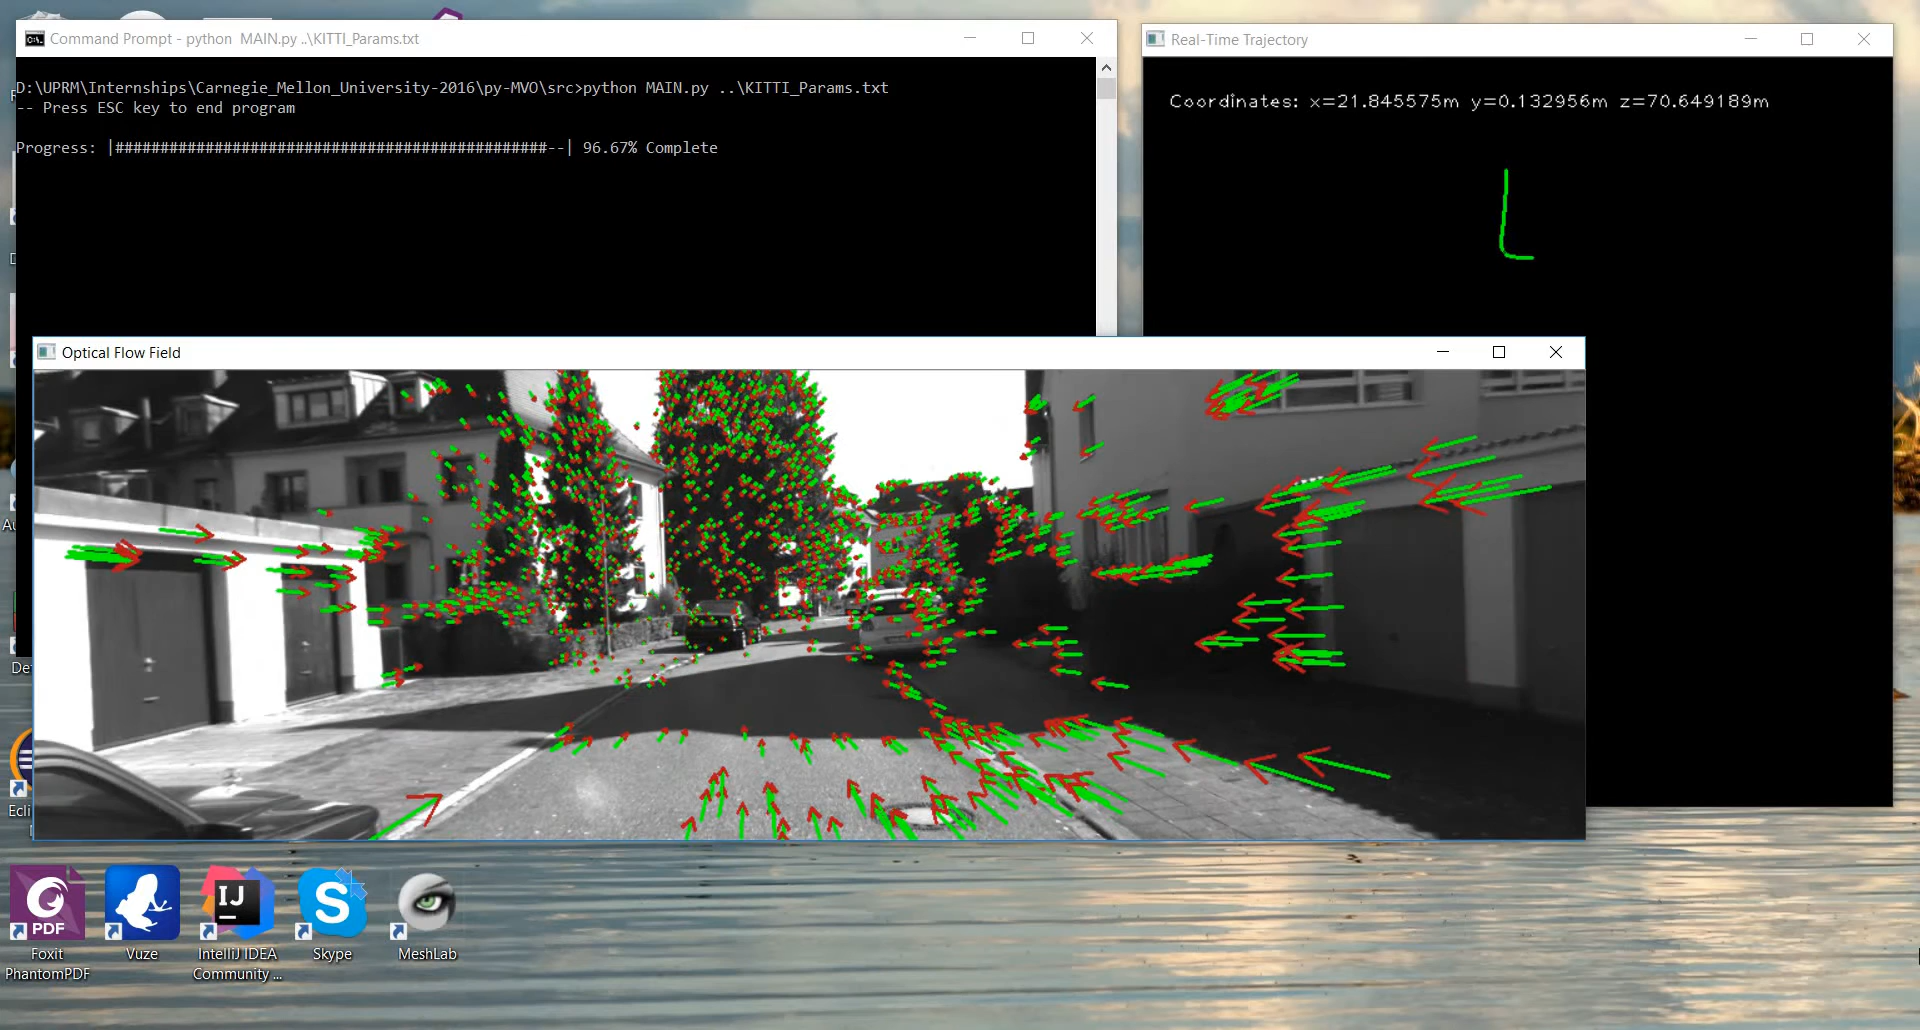 Command Prompt - python  MAIN.py ..\KITTI_Params.txt
D:\UPRM\Internships\Carnegie_Mellon_University-2016\py-MVO\src>python MAIN.py ..\KITTI_Params.txt
-- Press ESC key to end program
Progress: |################################################--| 96.67% Complete
Real-Time Trajectory
Coordinates: x=21.845575m y=0.132956m z=70.649189m
Optical Flow Field
De
Ecli
PDF
IJ
S
Foxit PhantomPDF
Vuze
IntelliJ IDEA Community ...
Skype
MeshLab